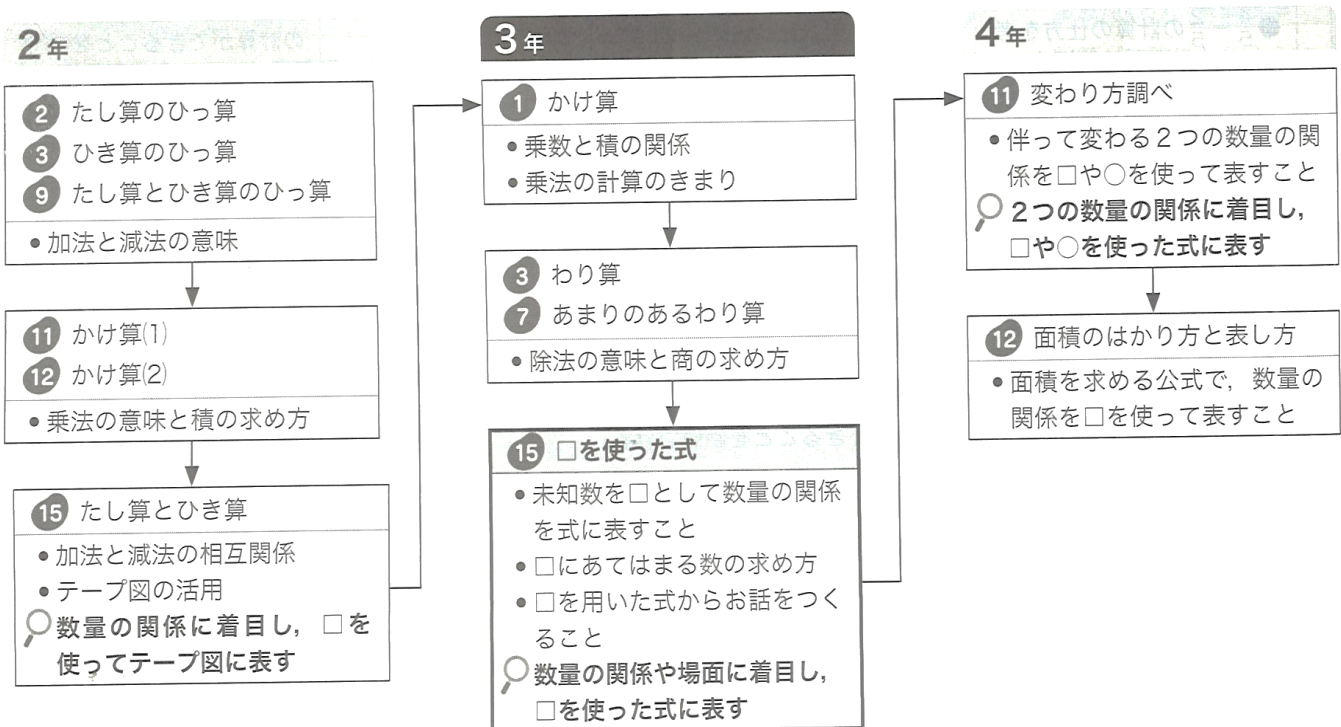 2年
2 たし算のひっ算
3 ひき算のひっ算
9 たし算とひき算のひっ算
•加法と減法の意味
11 かけ算⑴
12 かけ算⑵
•乗法の意味と積の求め方
15 たし算とひき算
•加法と減法の相互関係
•テープ図の活用
数量の関係に着目し，□を
使ってテープ図に表す
3年
1 かけ算
•乗数と積の関係
•乗法の計算のきまり
3 わり算
7 あまりのあるわり算
•除法の意味と商の求め方
15 □を使った式
•未知数を□として数量の関係
を式に表すこと
•□にあてはまる数の求め方
•□を用いた式からお話をつく
ること
数量の関係や場面に着目し，
□を使った式に表す
4年
11 変わり方調べ
•伴って変わる２つの数量の関
係を□や○を使って表すこと
２つの数量の関係に着目し，
□や○を使った式に表す
12 面積のはかり方と表し方
•面積を求める公式で，数量の
関係を□を使って表すこと